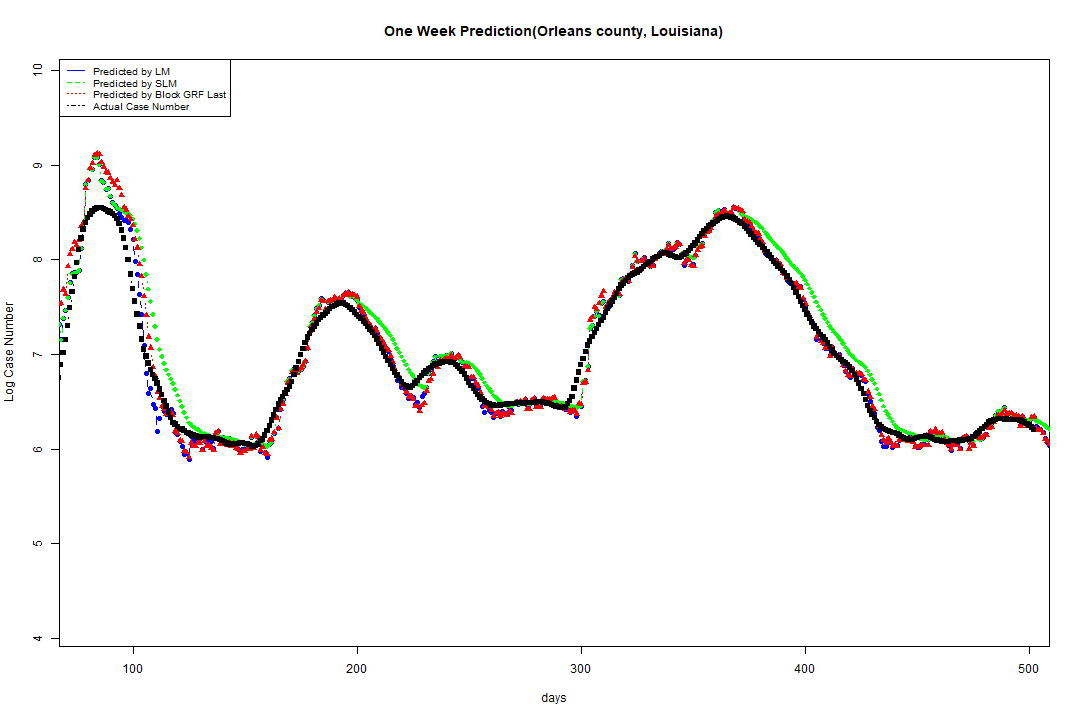 One Week Prediction(Orleans county, Louisiana)
Predicted by LM
Predicted by SLM
Predicted by Block GRF Last
Actual Case Number
10
9
8
7
6
5
4
Log Case Number
100 200 300 400 500
days